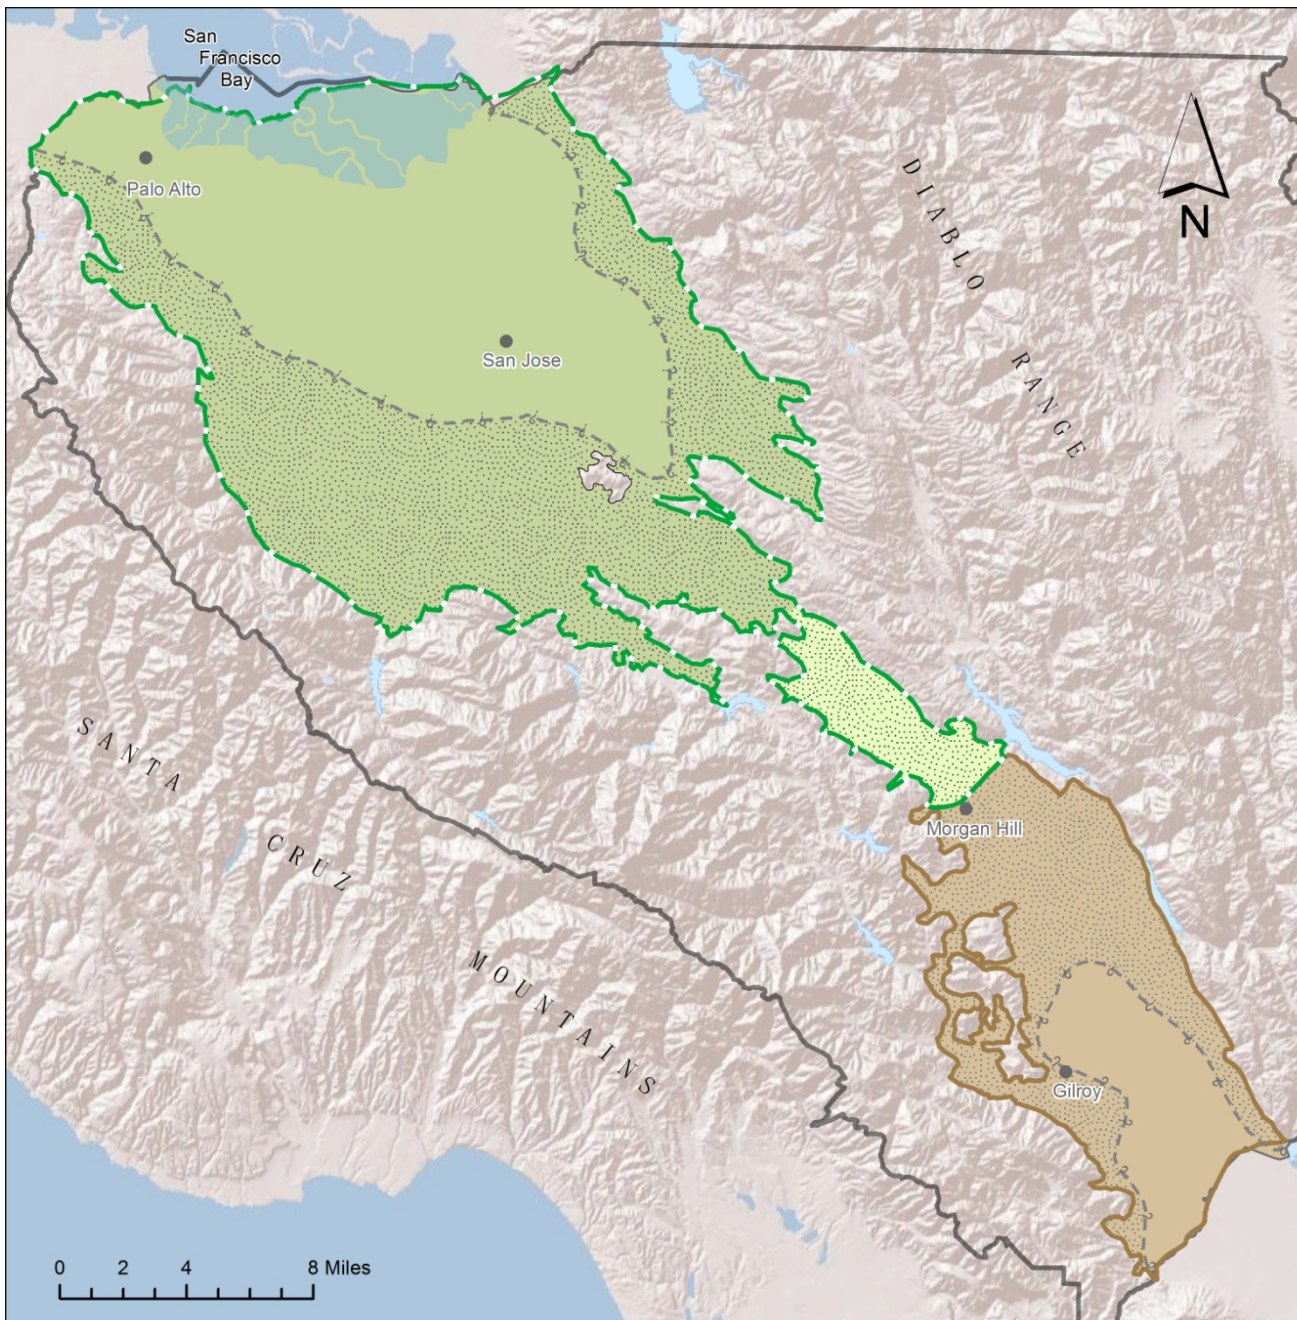 San
Francisco
Bay
Palo Alto
DIABLO
RANGE
N
San Jose
SANTA
CRUZ
MOUNTAINS
Morgan Hill
Gilroy
0 2 4 8 Miles